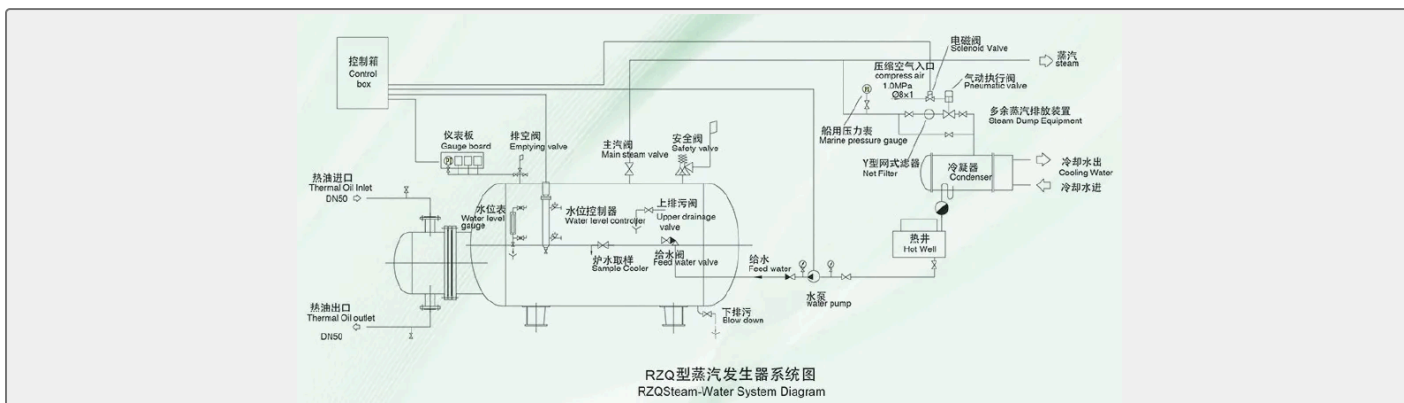 控制箱
Control
box
电磁阀
Solenoid Valve
蒸汽
steam
压缩空气入口
compress air
1.0MPa
Ø8×1
气动执行阀
Pneumatic valve
船用压力表
Marine pressure gauge
多余蒸汽排放装置
Steam Dump Equipment
仪表板
Gauge board
排空阀
Emptying valve
主汽阀
Main steam valve
安全阀
Safety valve
Y型网式滤器
Net Filter
冷凝器
Condenser
冷却水出
Cooling Water
冷却水进
热油进口
Thermal Oil Inlet
DN50
水位表
Water level
gauge
水位控制器
Water level controller
上排污阀
Upper drainage
valve
热井
Hot Well
炉水取样
Sample Cooler
给水阀
Feed water valve
给水
Feed water
水泵
water pump
热油出口
Thermal Oil outlet
DN50
下排污
Blow down
RZQ型蒸汽发生器系统图
RZQSteam-Water System Diagram